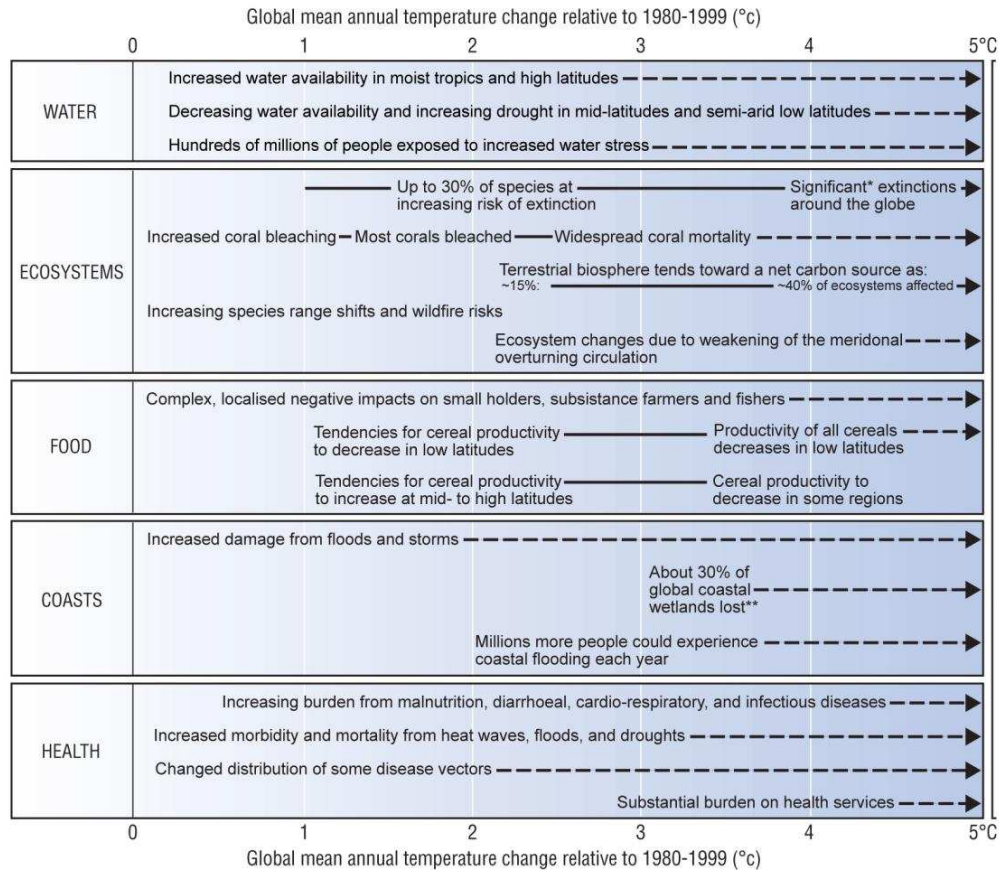 Global mean annual temperature change relative to 1980-1999 (°c)
0 1 2 3 4 5°C
WATER
Increased water availability in moist tropics and high latitudes
Decreasing water availability and increasing drought in mid-latitudes and semi-arid low latitudes
Hundreds of millions of people exposed to increased water stress
ECOSYSTEMS
Up to 30% of species at
increasing risk of extinction
Significant* extinctions
around the globe
Increased coral bleaching Most corals bleached Widespread coral mortality
Terrestrial biosphere tends toward a net carbon source as:
~15%: ~40% of ecosystems affected
Increasing species range shifts and wildfire risks
Ecosystem changes due to weakening of the meridonal
overturning circulation
FOOD
Complex, localised negative impacts on small holders, subsistance farmers and fishers
Tendencies for cereal productivity
to decrease in low latitudes
Productivity of all cereals
decreases in low latitudes
Tendencies for cereal productivity
to increase at mid- to high latitudes
Cereal productivity to
decrease in some regions
COASTS
Increased damage from floods and storms
About 30% of
global coastal
wetlands lost**
Millions more people could experience
coastal flooding each year
HEALTH
Increasing burden from malnutrition, diarrhoeal, cardio-respiratory, and infectious diseases
Increased morbidity and mortality from heat waves, floods, and droughts
Changed distribution of some disease vectors
Substantial burden on health services
0 1 2 3 4 5°C
Global mean annual temperature change relative to 1980-1999 (°c)